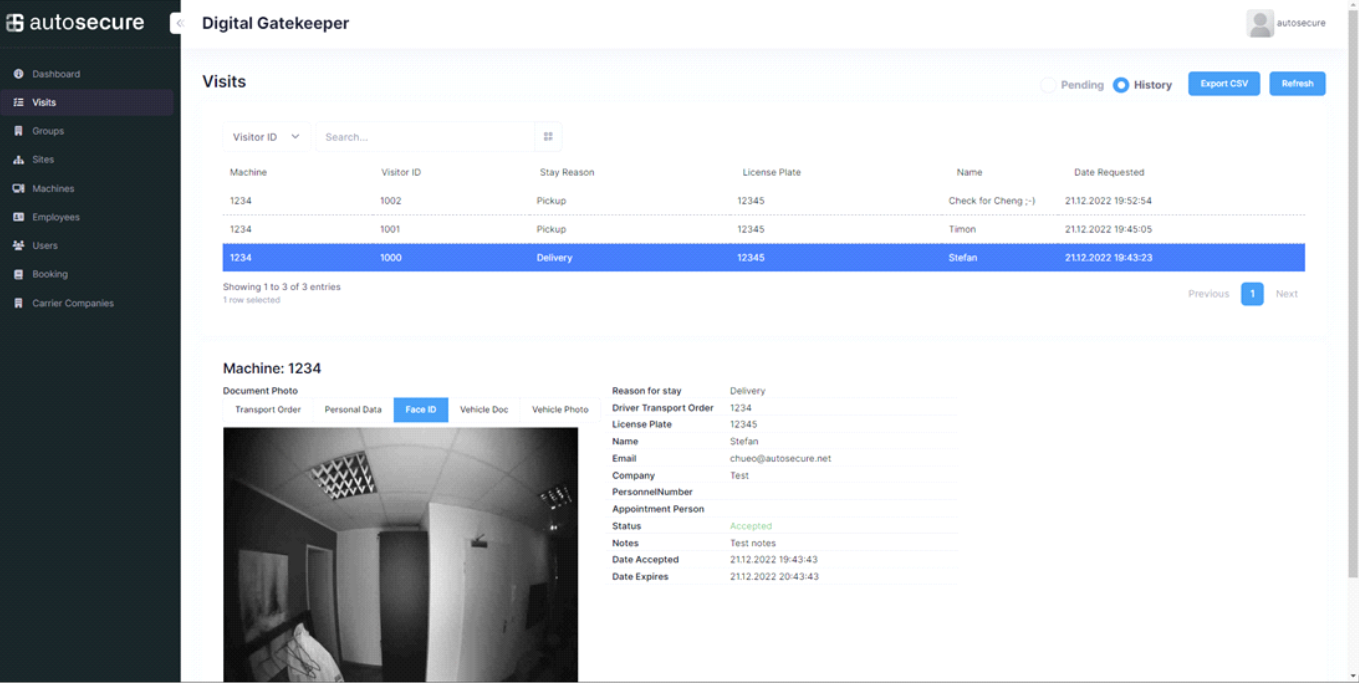 autosecure
Digital Gatekeeper
autosecure
Dashboard
Visits
Groups
Sites
Machines
Employees
Users
Booking
Carrier Companies
Visits
Pending History Export CSV Refresh
Visitor ID Search...
Machine Visitor ID Stay Reason License Plate Name Date Requested
1234 1002 Pickup 12345 Check for Cheng ;-) 21.12.2022 19:52:54
1234 1001 Pickup 12345 Timon 21.12.2022 19:45:05
1234 1000 Delivery 12345 Stefan 21.12.2022 19:43:23
Showing 1 to 3 of 3 entries
1 row selected
Previous 1 Next
Machine: 1234
Document Photo
Transport Order Personal Data Face ID Vehicle Doc Vehicle Photo
Reason for stay Delivery
Driver Transport Order 1234
License Plate 12345
Name Stefan
Email chueo@autosecure.net
Company Test
PersonnelNumber
Appointment Person
Status Accepted
Notes Test notes
Date Accepted 21.12.2022 19:43:43
Date Expires 21.12.2022 20:43:43